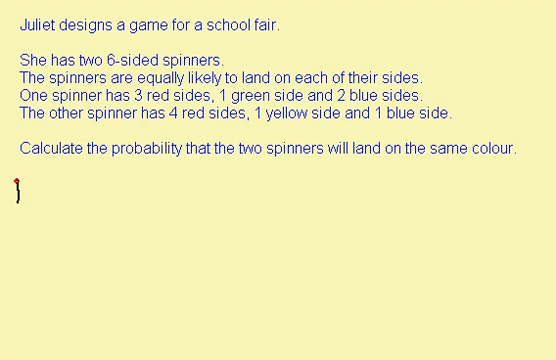 Juliet designs a game for a school fair.
She has two 6-sided spinners.
The spinners are equally likely to land on each of their sides.
One spinner has 3 red sides, 1 green side and 2 blue sides.
The other spinner has 4 red sides, 1 yellow side and 1 blue side.
Calculate the probability that the two spinners will land on the same colour.